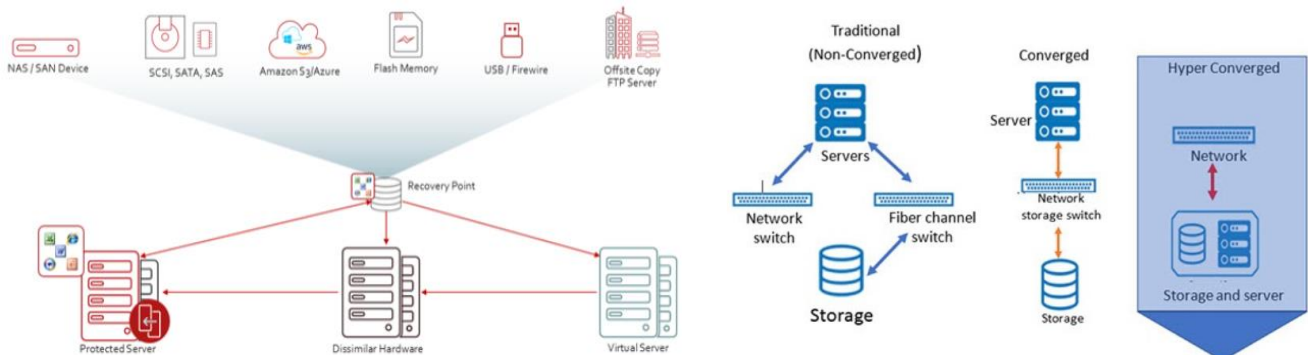 NAS / SAN Device
SCSI, SATA, SAS
aws
Amazon S3/Azure
Flash Memory
USB / Firewire
Offsite Copy
FTP Server
Recovery Point
Protected Server
Dissimilar Hardware
Virtual Server
Traditional
(Non-Converged)
Servers
Network
switch
Fiber channel
switch
Storage
Converged
Server
Network
storage switch
Storage
Hyper Converged
Network
Storage and server